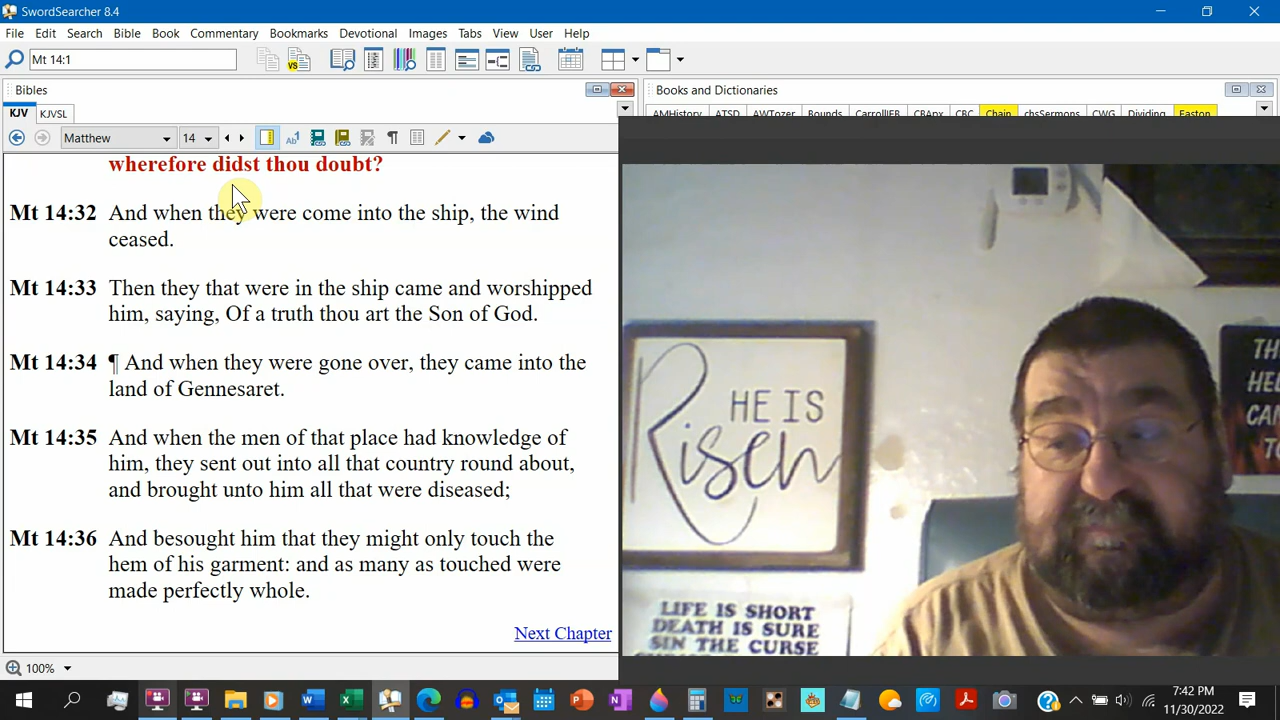 SwordSearcher 8.4
File Edit Search Bible Book Commentary Bookmarks Devotional Images Tabs View User Help
Mt 14:1
VS
Bibles
Books and Dictionaries
KJV KJVSL
AMHistory ATSD AWTozer Bounds CarrollIEB CBApx CBC Chain chsSermons CWG Dividing Easton
Matthew 14
wherefore didst thou doubt?
Mt 14:32 And when they were come into the ship, the wind
ceased.
Mt 14:33 Then they that were in the ship came and worshipped
him, saying, Of a truth thou art the Son of God.
Mt 14:34 ¶ And when they were gone over, they came into the
land of Gennesaret.
Mt 14:35 And when the men of that place had knowledge of
him, they sent out into all that country round about,
and brought unto him all that were diseased;
Mt 14:36 And besought him that they might only touch the
hem of his garment: and as many as touched were
made perfectly whole.
Next Chapter
100%
HE IS
Risen
LIFE IS SHORT
DEATH IS SURE
SIN THE CURSE
TH
HEL
CAN
TO
7:42 PM
11/30/2022